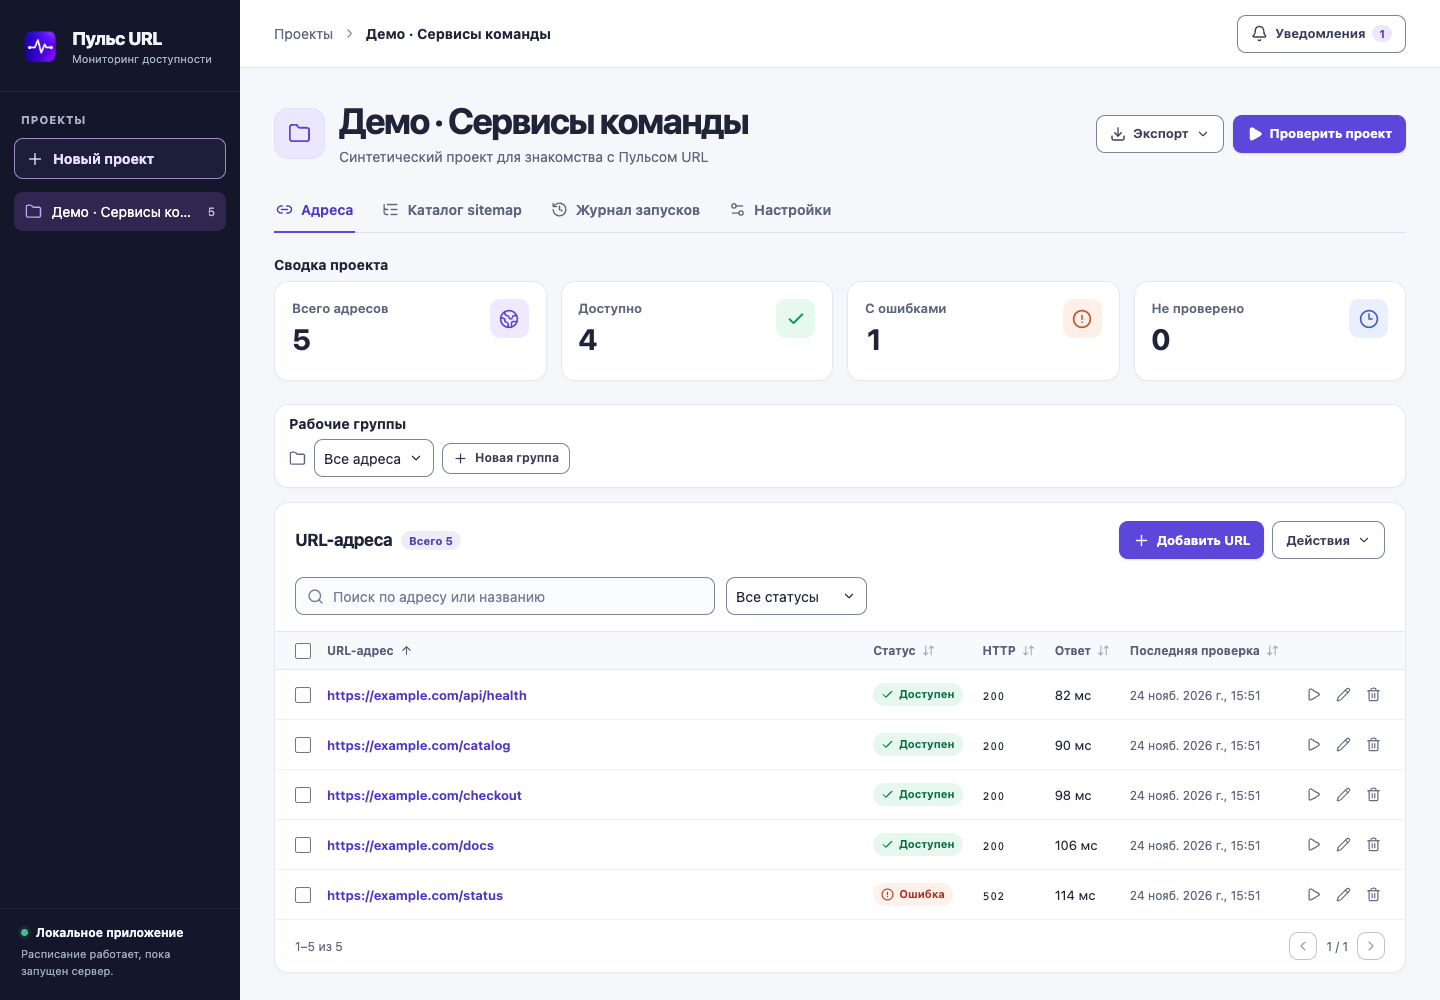 Пульс URL
Мониторинг доступности
ПРОЕКТЫ
Новый проект
Демо · Сервисы ко... 5
Локальное приложение
Расписание работает, пока
запущен сервер.
Проекты
Демо · Сервисы команды
Уведомления 1
Демо · Сервисы команды
Синтетический проект для знакомства с Пульсом URL
Экспорт
Проверить проект
Адреса Каталог sitemap Журнал запусков Настройки
Сводка проекта
Всего адресов
5
Доступно
4
С ошибками
1
Не проверено
0
Рабочие группы
Все адреса
Новая группа
URL-адреса Всего 5
Добавить URL
Действия
Поиск по адресу или названию
Все статусы
URL-адрес Статус HTTP Ответ Последняя проверка
https://example.com/api/health Доступен 200 82 мс 24 нояб. 2026 г., 15:51
https://example.com/catalog Доступен 200 90 мс 24 нояб. 2026 г., 15:51
https://example.com/checkout Доступен 200 98 мс 24 нояб. 2026 г., 15:51
https://example.com/docs Доступен 200 106 мс 24 нояб. 2026 г., 15:51
https://example.com/status Ошибка 502 114 мс 24 нояб. 2026 г., 15:51
1–5 из 5
1 / 1